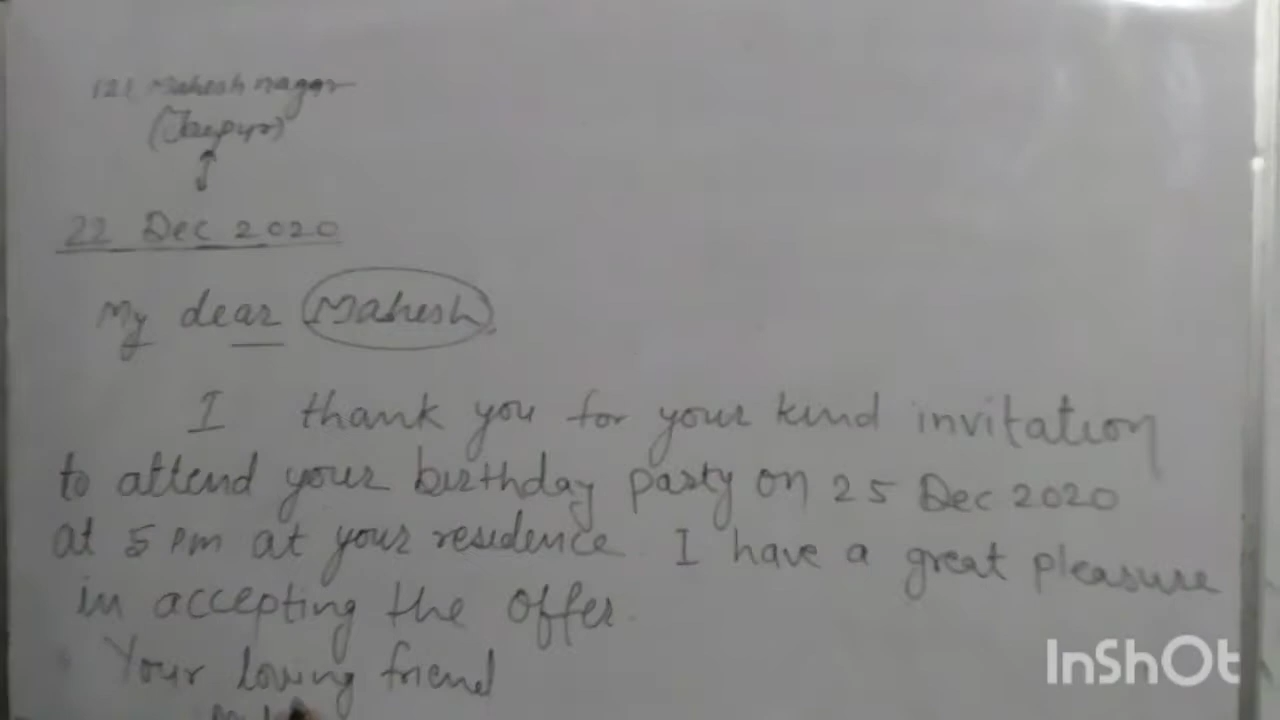 121 Mahesh nagar
(Jaipur)
22 Dec 2020
My dear Mahesh,
I thank you for your kind invitation
to attend your birthday party on 25 Dec 2020
at 5 Pm at your residence. I have a great pleasure
in accepting the offer.
Your loving friend
InShOt